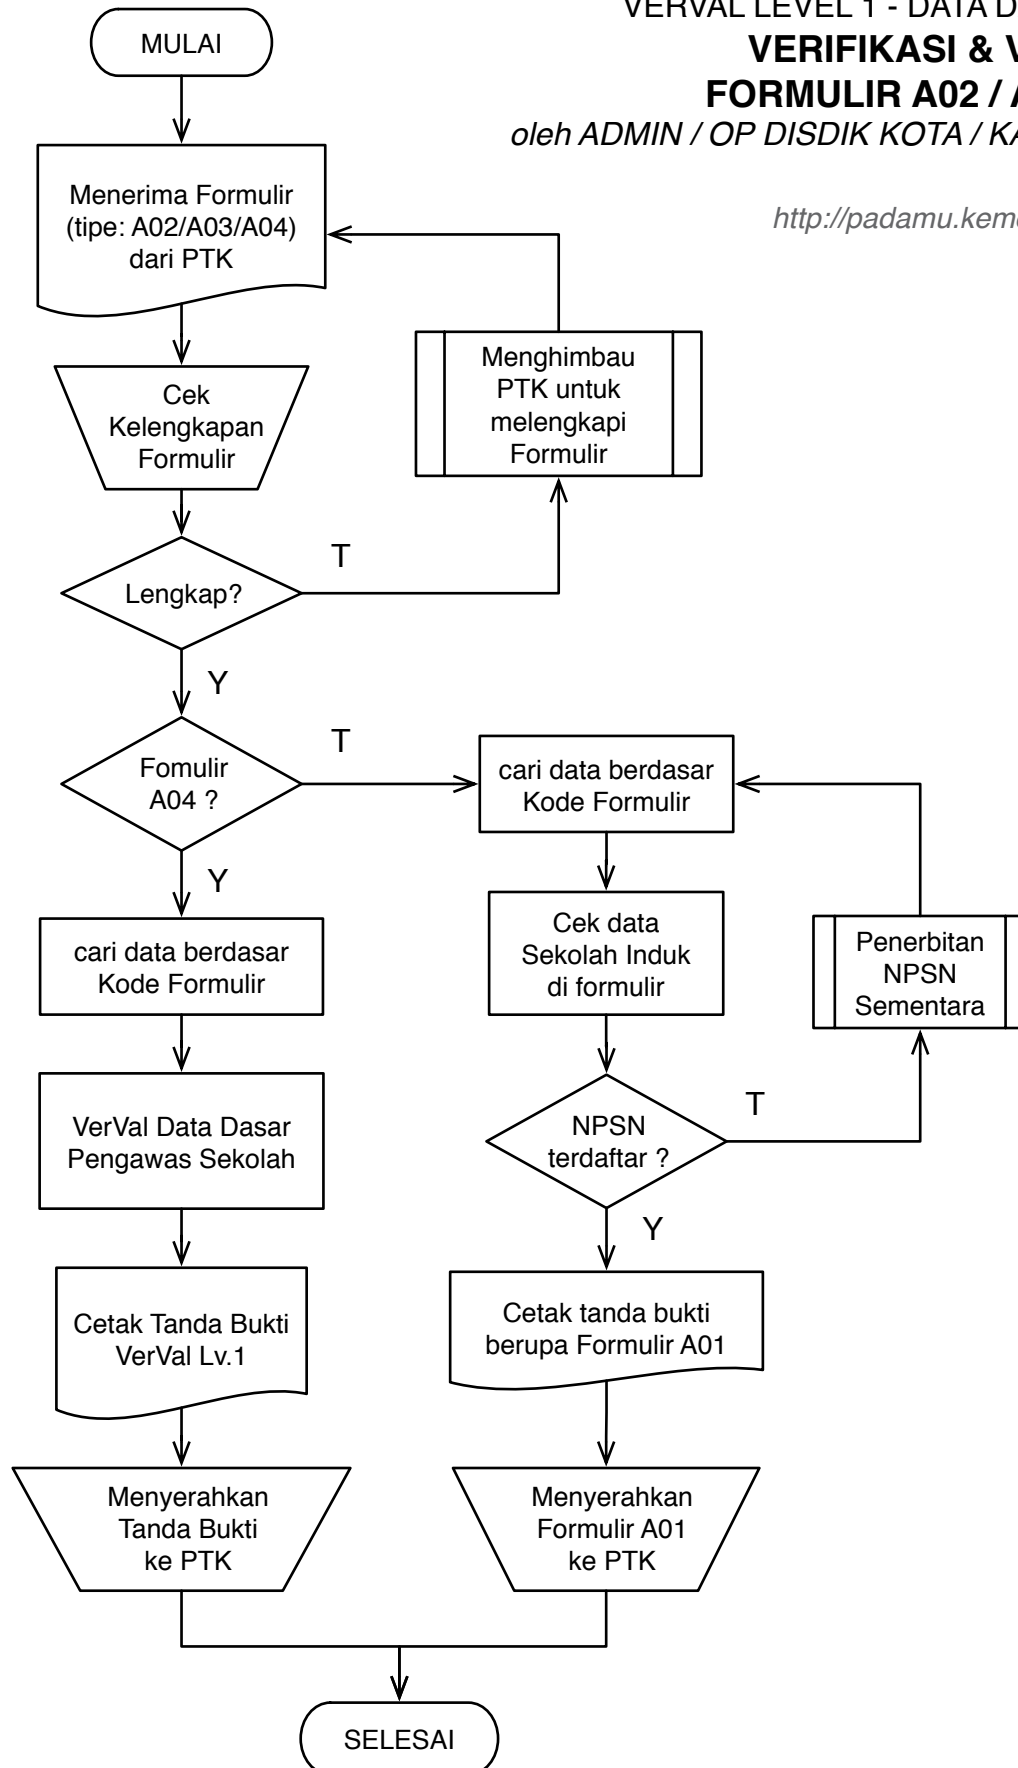 MULAI
VERVAL LEVEL 1 - DATA D
VERIFIKASI & V
FORMULIR A02 / A
oleh ADMIN / OP DISDIK KOTA / KA
http://padamu.keme
Menerima Formulir
(tipe: A02/A03/A04)
dari PTK
Menghimbau
PTK untuk
melengkapi
Formulir
Cek
Kelengkapan
Formulir
T
Lengkap?
Y
T
Fomulir
A04 ?
cari data berdasar
Kode Formulir
Y
cari data berdasar
Kode Formulir
Cek data
Sekolah Induk
di formulir
Penerbitan
NPSN
Sementara
VerVal Data Dasar
Pengawas Sekolah
NPSN
terdaftar ?
T
Y
Cetak Tanda Bukti
VerVal Lv.1
Cetak tanda bukti
berupa Formulir A01
Menyerahkan
Tanda Bukti
ke PTK
Menyerahkan
Formulir A01
ke PTK
SELESAI